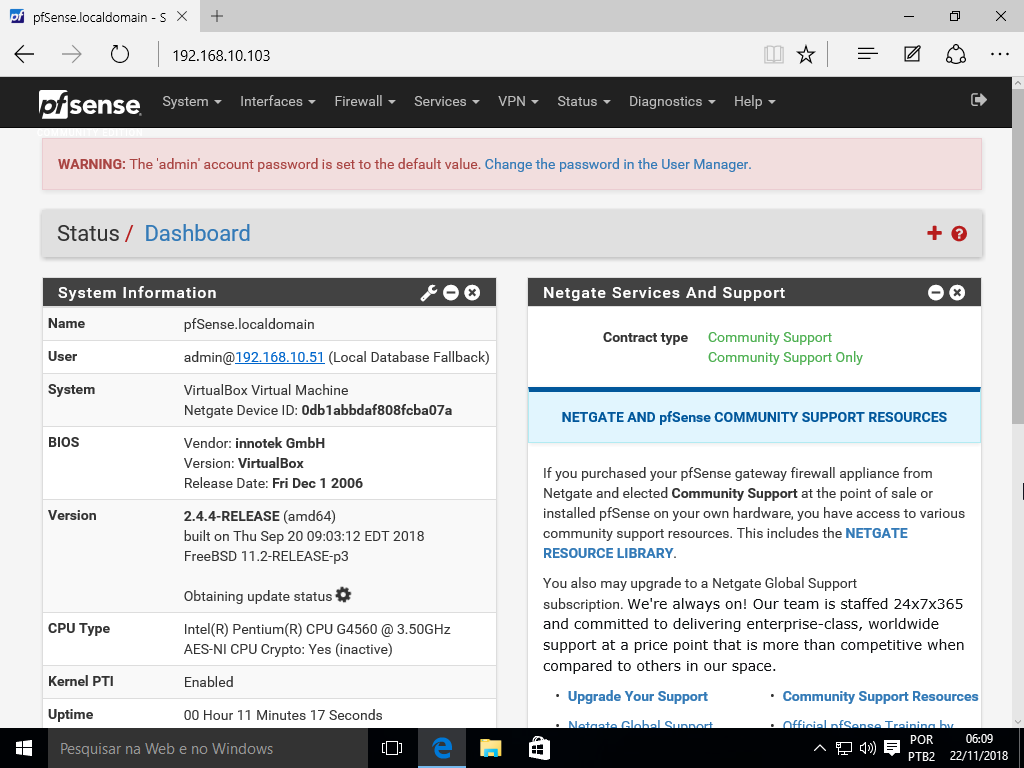 pfSense.localdomain - S
192.168.10.103
pfsense
COMMUNITY EDITION
System
Interfaces
Firewall
Services
VPN
Status
Diagnostics
Help
WARNING: The 'admin' account password is set to the default value. Change the password in the User Manager.
Status / Dashboard
System Information
Name pfSense.localdomain
User admin@192.168.10.51 (Local Database Fallback)
System VirtualBox Virtual Machine
Netgate Device ID: 0db1abbdaf808fcba07a
BIOS Vendor: innotek GmbH
Version: VirtualBox
Release Date: Fri Dec 1 2006
Version 2.4.4-RELEASE (amd64)
built on Thu Sep 20 09:03:12 EDT 2018
FreeBSD 11.2-RELEASE-p3
Obtaining update status
CPU Type Intel(R) Pentium(R) CPU G4560 @ 3.50GHz
AES-NI CPU Crypto: Yes (inactive)
Kernel PTI Enabled
Uptime 00 Hour 11 Minutes 17 Seconds
Netgate Services And Support
Contract type Community Support
Community Support Only
NETGATE AND pfSense COMMUNITY SUPPORT RESOURCES
If you purchased your pfSense gateway firewall appliance from
Netgate and elected Community Support at the point of sale or
installed pfSense on your own hardware, you have access to various
community support resources. This includes the NETGATE
RESOURCE LIBRARY.
You also may upgrade to a Netgate Global Support
subscription. We're always on! Our team is staffed 24x7x365
and committed to delivering enterprise-class, worldwide
support at a price point that is more than competitive when
compared to others in our space.
• Upgrade Your Support
• Community Support Resources
• Netgate Global Support
• Official pfSense Training by
Pesquisar na Web e no Windows
POR
PTB2
06:09
22/11/2018